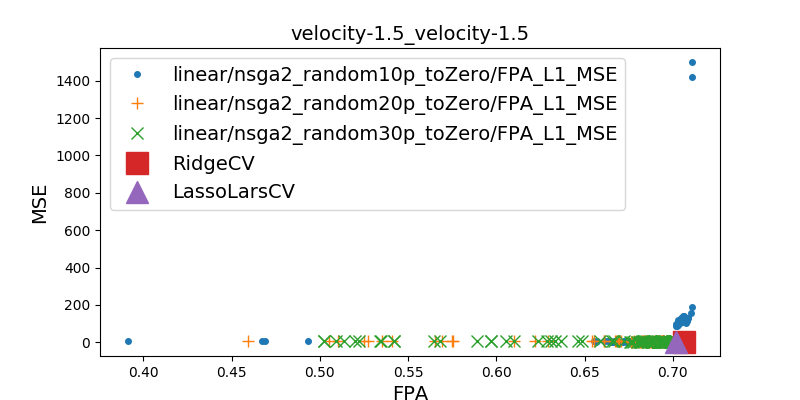 velocity-1.5_velocity-1.5
MSE
1400
1200
1000
800
600
400
200
0
linear/nsga2_random10p_toZero/FPA_L1_MSE
linear/nsga2_random20p_toZero/FPA_L1_MSE
linear/nsga2_random30p_toZero/FPA_L1_MSE
RidgeCV
LassoLarsCV
0.40 0.45 0.50 0.55 0.60 0.65 0.70
FPA